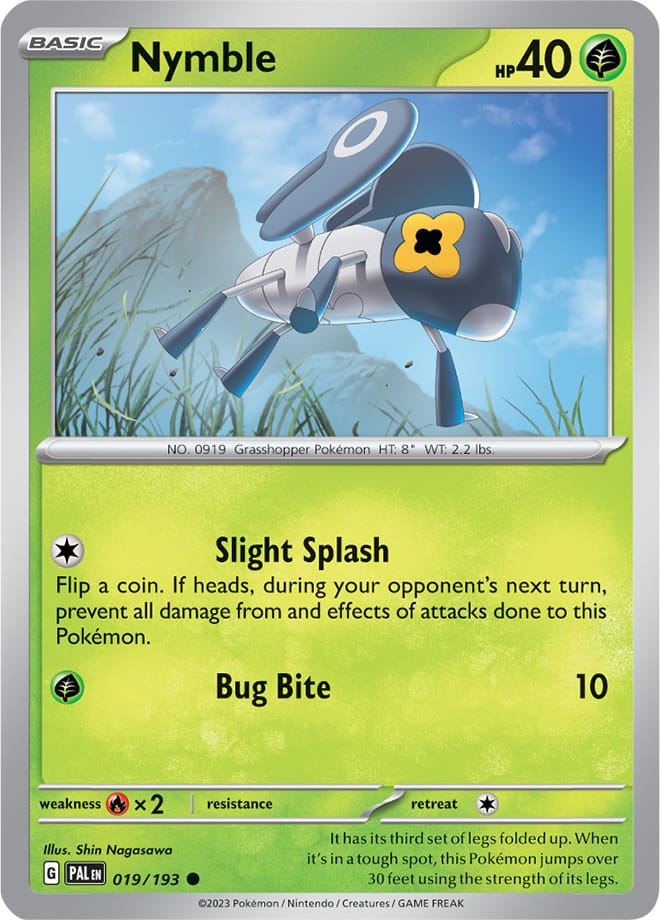 BASIC
Nymble
HP 40
NO. 0919 Grasshopper Pokémon HT: 8" WT: 2.2 lbs.
Slight Splash
Flip a coin. If heads, during your opponent's next turn,
prevent all damage from and effects of attacks done to this
Pokémon.
Bug Bite 10
weakness ×2 resistance retreat
Illus. Shin Nagasawa
G PAL EN 019/193
It has its third set of legs folded up. When
it's in a tough spot, this Pokémon jumps over
30 feet using the strength of its legs.
©2023 Pokémon / Nintendo / Creatures / GAME FREAK